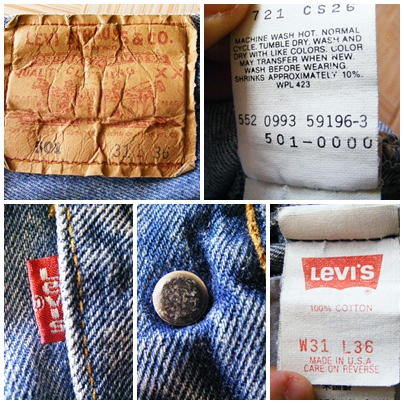 LEVI STRAUSS & CO.
501 31 36
721 CS26
MACHINE WASH HOT. NORMAL
CYCLE. TUMBLE DRY. WASH AND
DRY WITH LIKE COLORS. COLOR
MAY TRANSFER WHEN NEW.
WASH BEFORE WEARING.
SHRINKS APPROXIMATELY 10%.
WPL 423
552 0993 59196-3
501-0000
LEVI'S
®
LEVI'S
100% COTTON
W31 L36
MADE IN U.S.A.
CARE ON REVERSE